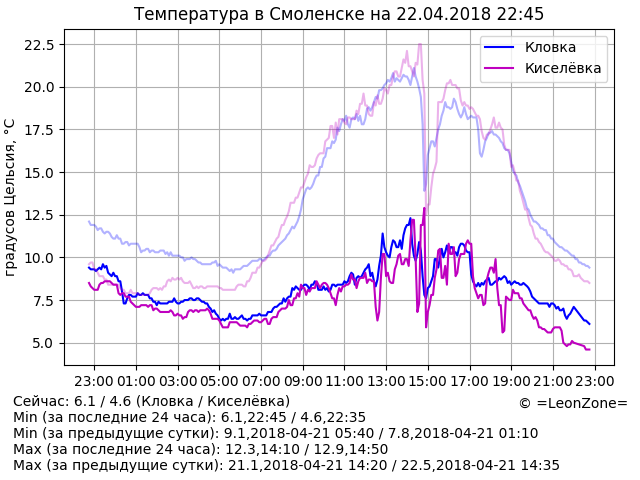 Температура в Смоленске на 22.04.2018 22:45
градусов Цельсия, °C
22.5
20.0
17.5
15.0
12.5
10.0
7.5
5.0
Кловка
Киселёвка
23:00 01:00 03:00 05:00 07:00 09:00 11:00 13:00 15:00 17:00 19:00 21:00 23:00
Сейчас: 6.1 / 4.6 (Кловка / Киселёвка)
© =LeonZone=
Min (за последние 24 часа): 6.1,22:45 / 4.6,22:35
Min (за предыдущие сутки): 9.1,2018-04-21 05:40 / 7.8,2018-04-21 01:10
Max (за последние 24 часа): 12.3,14:10 / 12.9,14:50
Max (за предыдущие сутки): 21.1,2018-04-21 14:20 / 22.5,2018-04-21 14:35